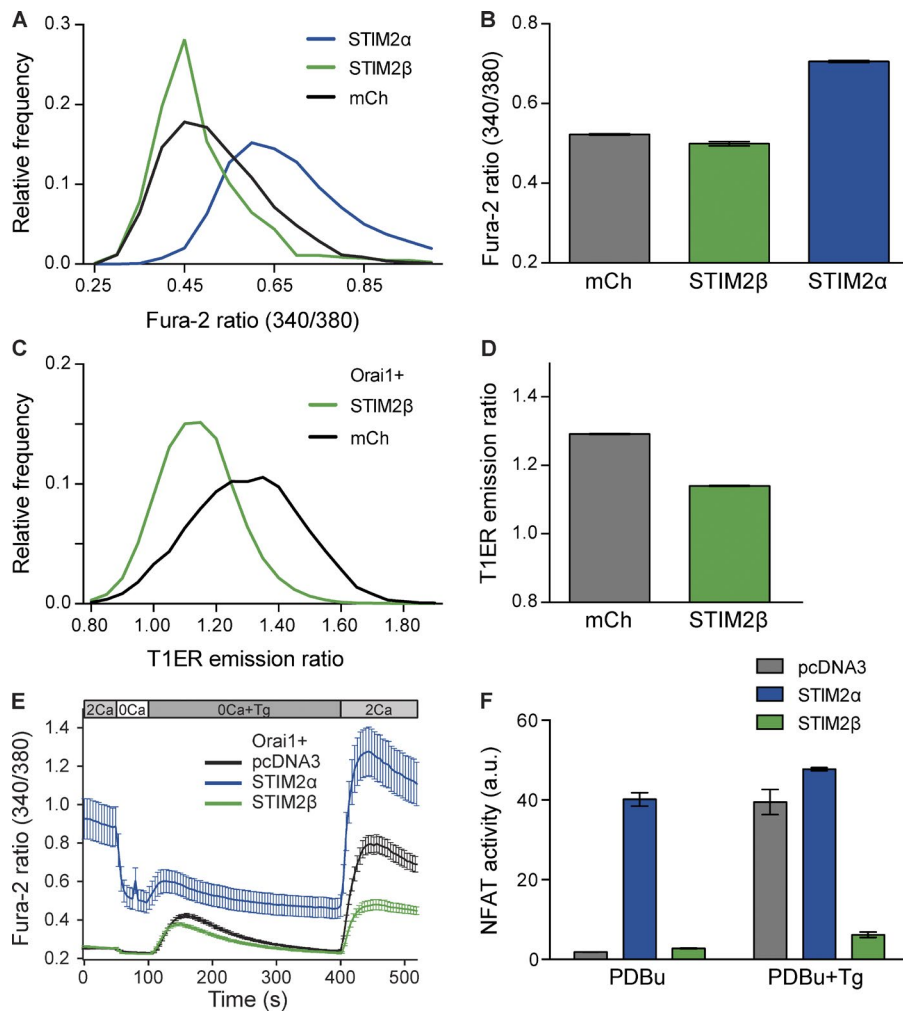 A
0.3
0.2
0.1
0.0
Relative frequency
STIM2α
STIM2β
mCh
0.25
0.45
0.65
0.85
Fura-2 ratio (340/380)
B
0.8
0.6
0.4
0.2
Fura-2 ratio (340/380)
mCh
STIM2β
STIM2α
C
0.2
0.1
0.0
Relative frequency
Orai1+
STIM2β
mCh
0.80
1.00
1.20
1.40
1.60
1.80
T1ER emission ratio
D
1.4
1.2
1.0
0.8
T1ER emission ratio
mCh
STIM2β
E
2Ca
0Ca
0Ca+Tg
2Ca
1.4
1.2
1.0
0.8
0.6
0.4
0.2
Fura-2 ratio (340/380)
Orai1+
pcDNA3
STIM2α
STIM2β
0
100
200
300
400
500
Time (s)
pcDNA3
STIM2α
STIM2β
F
60
40
20
0
NFAT activity (a.u.)
PDBu
PDBu+Tg